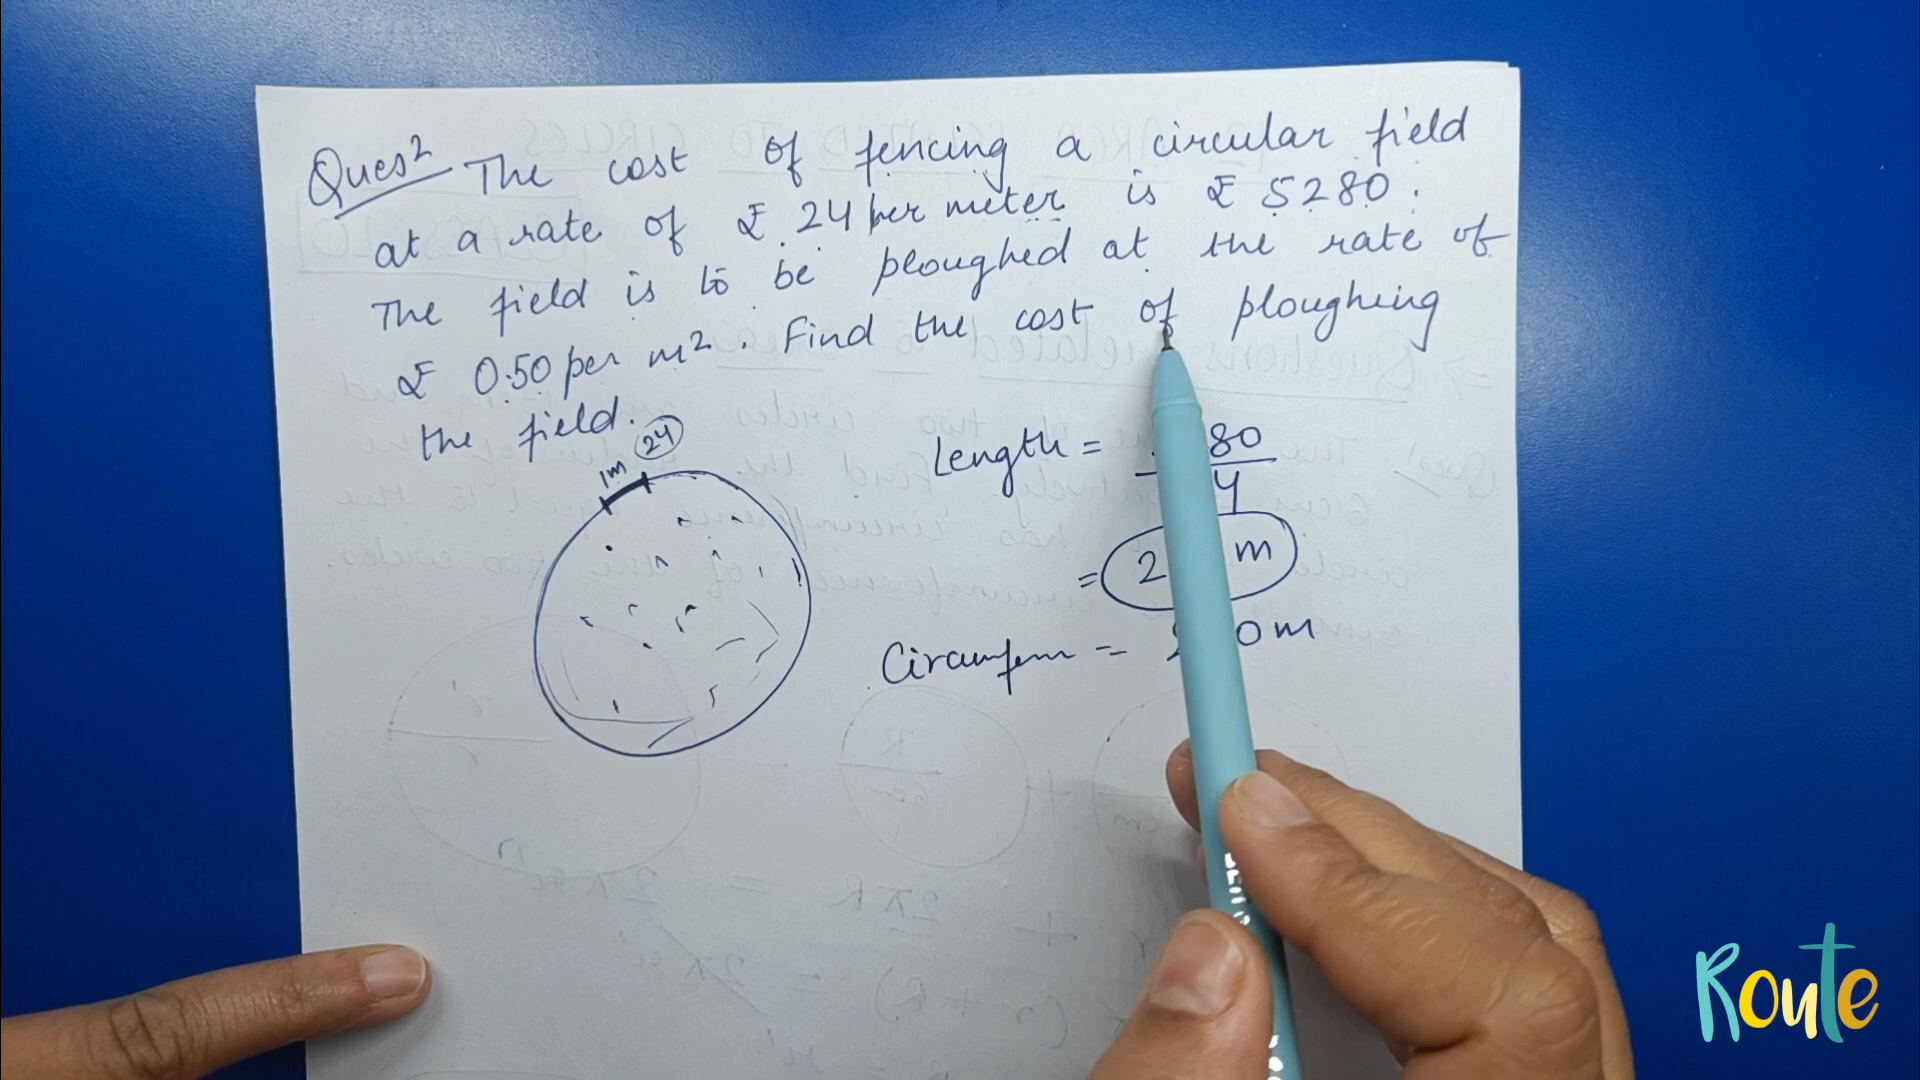 Ques2 The cost of fencing a circular field
at a rate of ₹ 24 per meter is ₹ 5280.
The field is to be ploughed at the rate of
₹ 0.50 per m². Find the cost of ploughing
the field.
24
1m
Length = 80
4
= 2 m
= 0m
Route